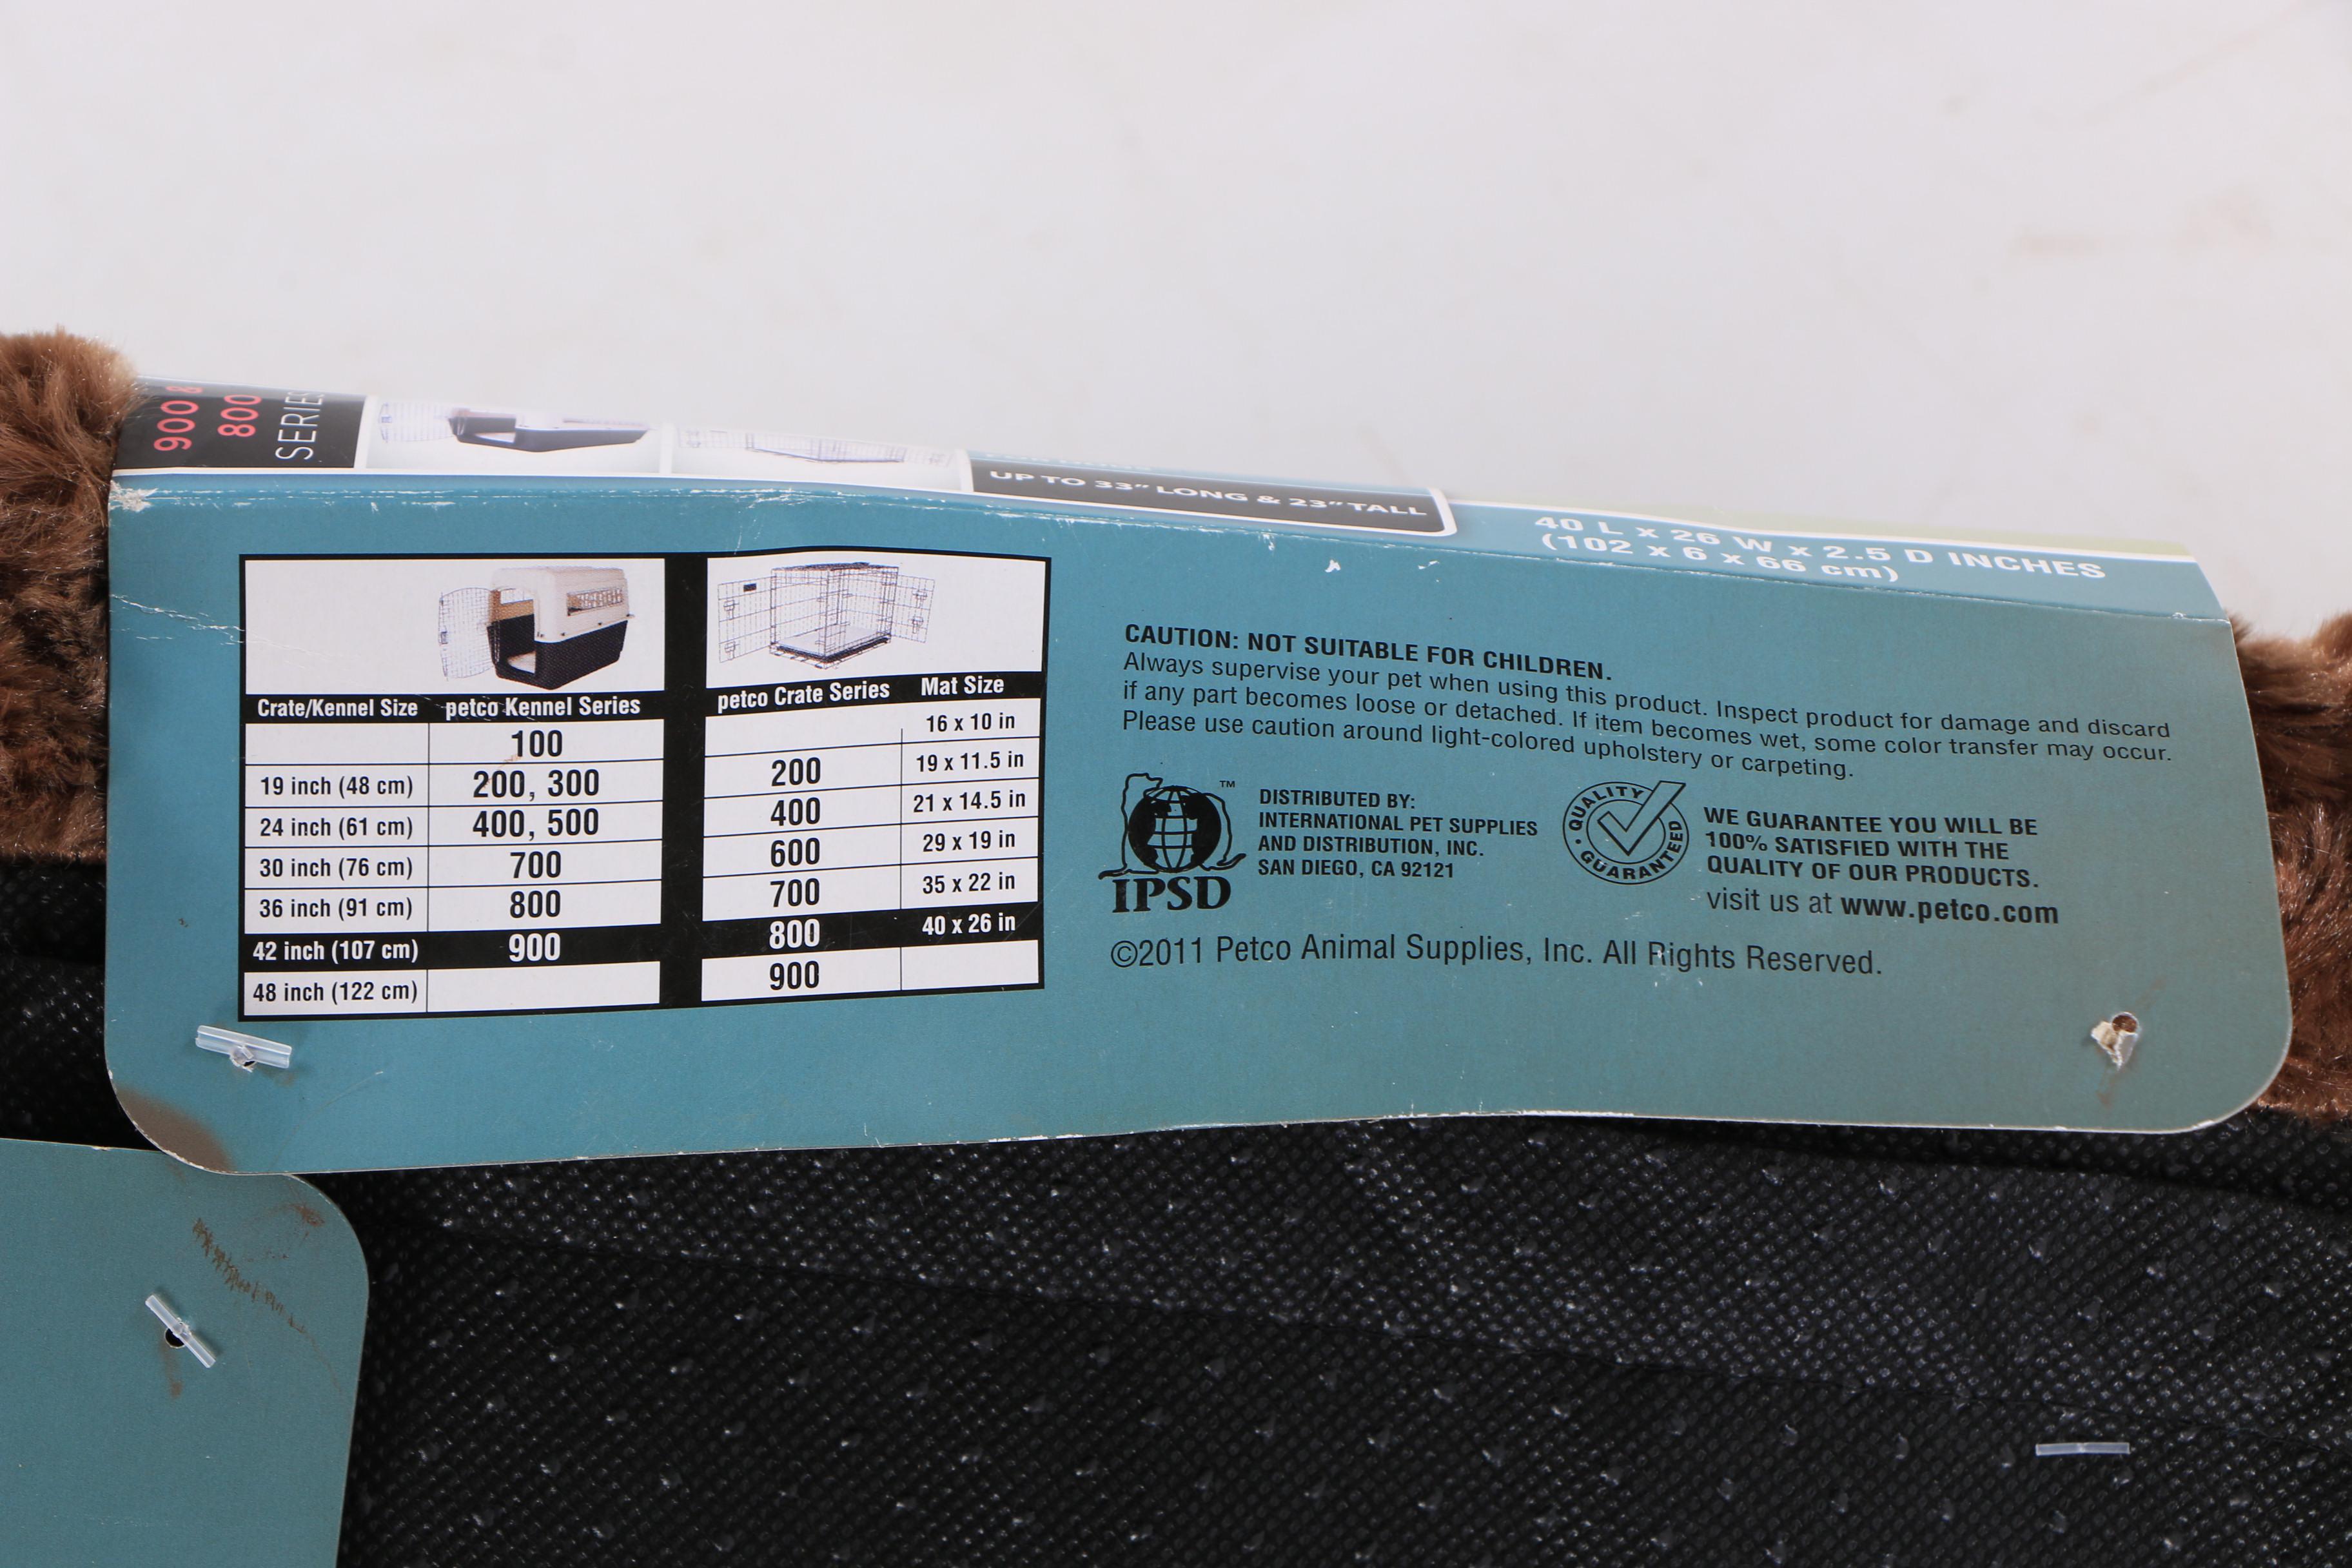 900 &
800
SERIES
UP TO 33" LONG & 23" TALL
40 L x 26 W x 2.5 D INCHES
(102 x 6 x 66 cm)
Crate/Kennel Size petco Kennel Series petco Crate Series Mat Size
100 16 x 10 in
19 inch (48 cm) 200, 300 200 19 x 11.5 in
24 inch (61 cm) 400, 500 400 21 x 14.5 in
30 inch (76 cm) 700 600 29 x 19 in
36 inch (91 cm) 800 700 35 x 22 in
42 inch (107 cm) 900 800 40 x 26 in
48 inch (122 cm) 900
CAUTION: NOT SUITABLE FOR CHILDREN.
Always supervise your pet when using this product. Inspect product for damage and discard
if any part becomes loose or detached. If item becomes wet, some color transfer may occur.
Please use caution around light-colored upholstery or carpeting.
TM
IPSD
DISTRIBUTED BY:
INTERNATIONAL PET SUPPLIES
AND DISTRIBUTION, INC.
SAN DIEGO, CA 92121
QUALITY
GUARANTEED
WE GUARANTEE YOU WILL BE
100% SATISFIED WITH THE
QUALITY OF OUR PRODUCTS.
visit us at www.petco.com
©2011 Petco Animal Supplies, Inc. All Rights Reserved.